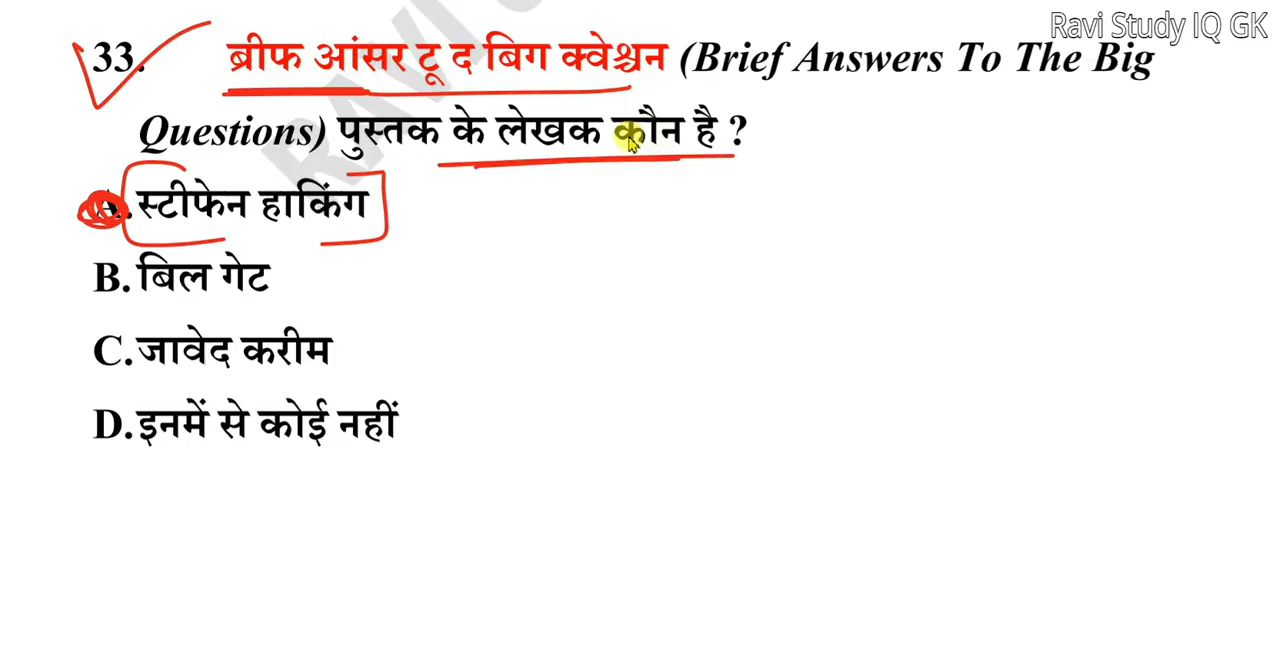 Ravi Study IQ GK
33. ब्रीफ आंसर टू द बिग क्वेश्चन (Brief Answers To The Big
Questions) पुस्तक के लेखक कौन है ?
A. स्टीफेन हाकिंग
B. बिल गेट
C. जावेद करीम
D. इनमें से कोई नहीं